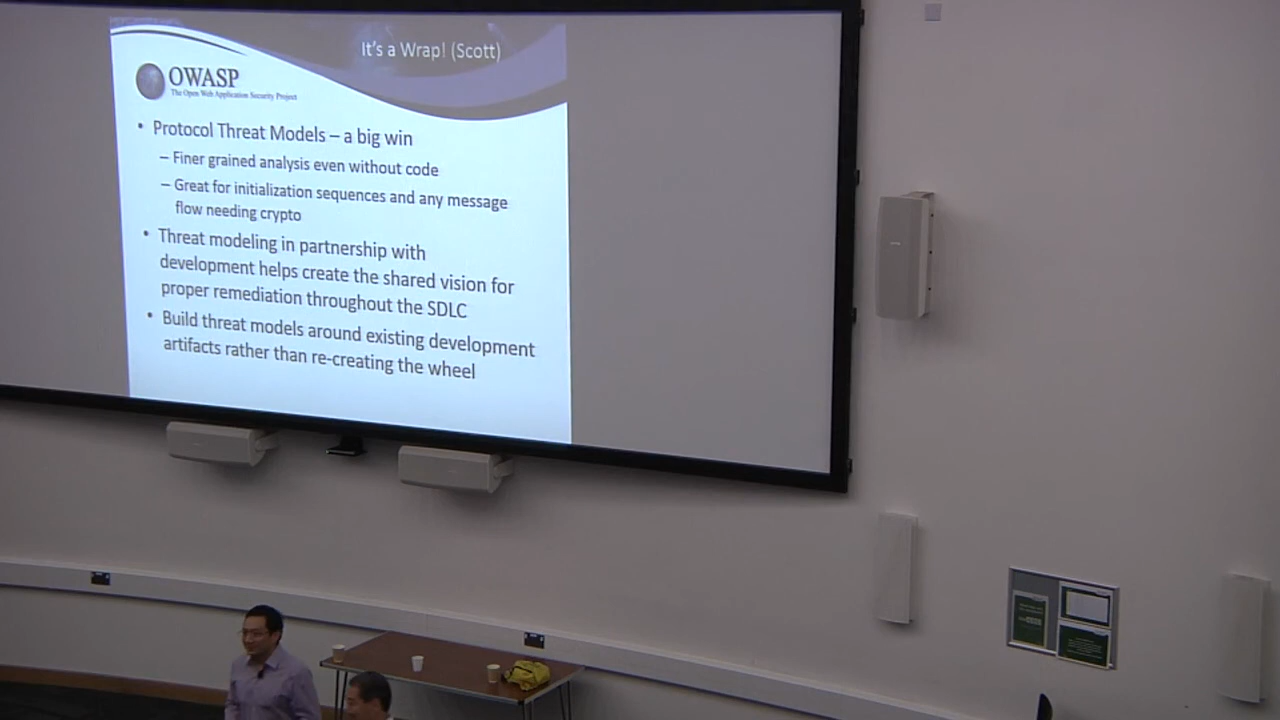 It's a Wrap! (Scott)
OWASP
The Open Web Application Security Project
• Protocol Threat Models – a big win
– Finer grained analysis even without code
– Great for initialization sequences and any message
flow needing crypto
• Threat modeling in partnership with
development helps create the shared vision for
proper remediation throughout the SDLC
• Build threat models around existing development
artifacts rather than re-creating the wheel